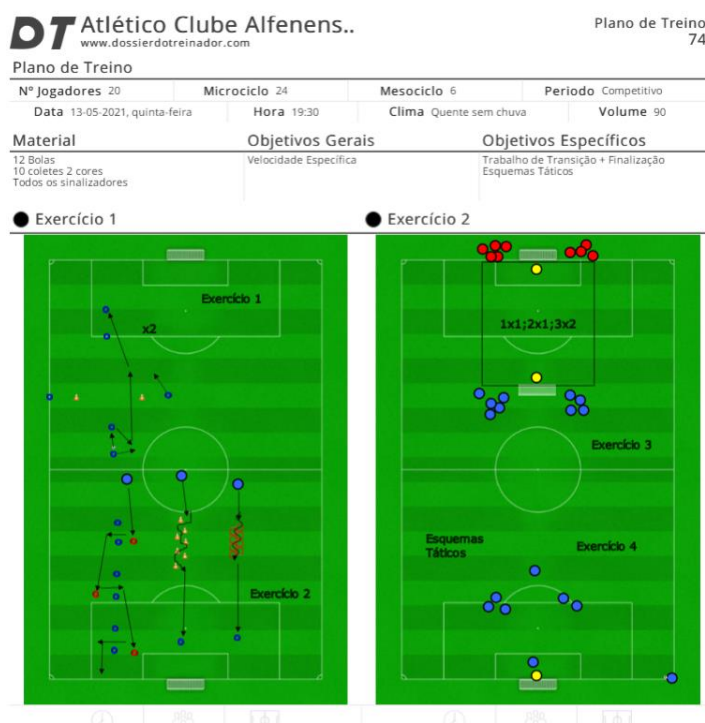 DT Atlético Clube Alfenens..
www.dossierdotreinador.com
Plano de Treino
74
Plano de Treino
Nº Jogadores 20 Microciclo 24 Mesociclo 6 Periodo Competitivo
Data 13-05-2021, quinta-feira Hora 19:30 Clima Quente sem chuva Volume 90
Material
12 Bolas
10 coletes 2 cores
Todos os sinalizadores
Objetivos Gerais
Velocidade Específica
Objetivos Específicos
Trabalho de Transição + Finalização
Esquemas Táticos
Exercício 1
Exercício 1
x2
Exercício 2
Exercício 2
1x1;2x1;3x2
Exercício 3
Esquemas
Táticos
Exercício 4